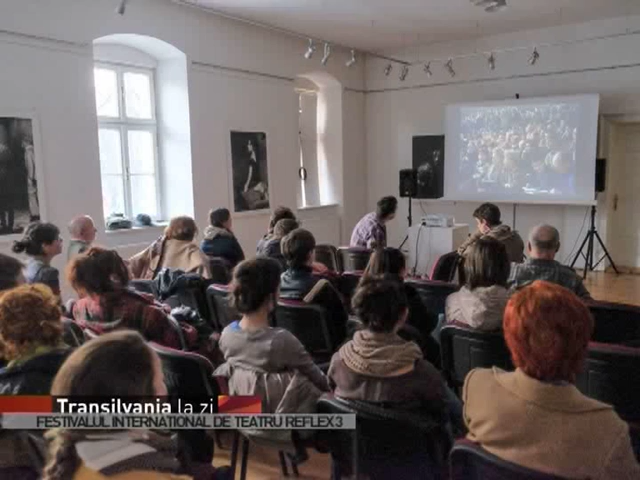 Transilvania la zi
FESTIVALUL INTERNATIONAL DE TEATRU REFLEX 3